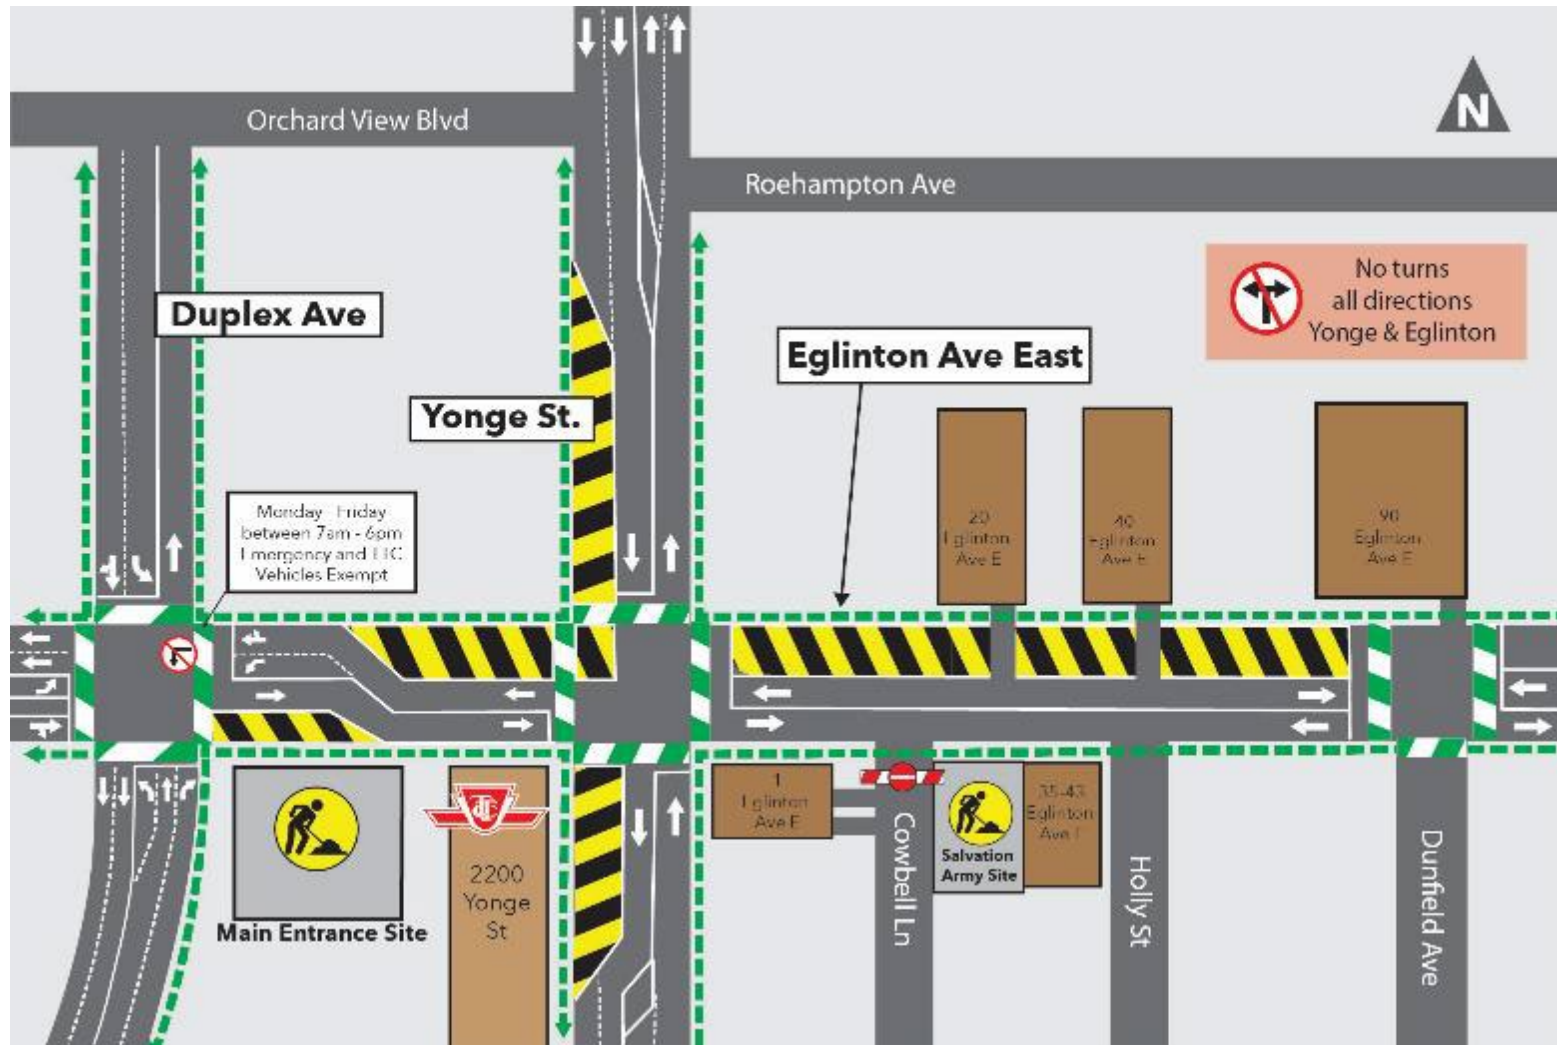 Orchard View Blvd
N
Roehampton Ave
No turns
all directions
Yonge & Eglinton
Duplex Ave
Eglinton Ave East
Yonge St.
Monday Friday
between 7am - 6pm
Emergency and TTC
Vehicles Exempt
20
Eglinton
Ave E
40
Eglinton
Ave E
90
Eglinton
Ave E
1
Eglinton
Ave E
35-43
Eglinton
Ave E
TTC
2200
Yonge
St
Main Entrance Site
Salvation
Army Site
Cowbell Ln
Holly St
Dunfield Ave